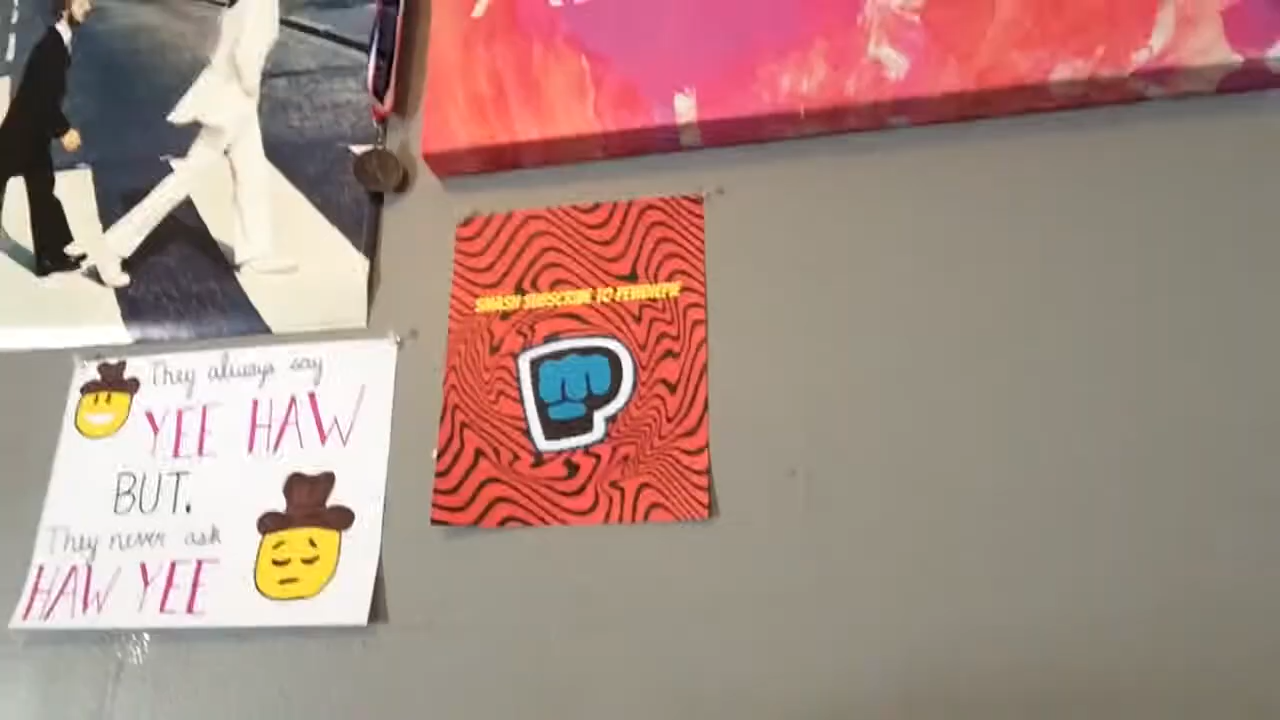 They always say
YEE HAW
BUT.
They never ask
HAW YEE
SMASH SUBSCRIBE TO PEWDIEPIE